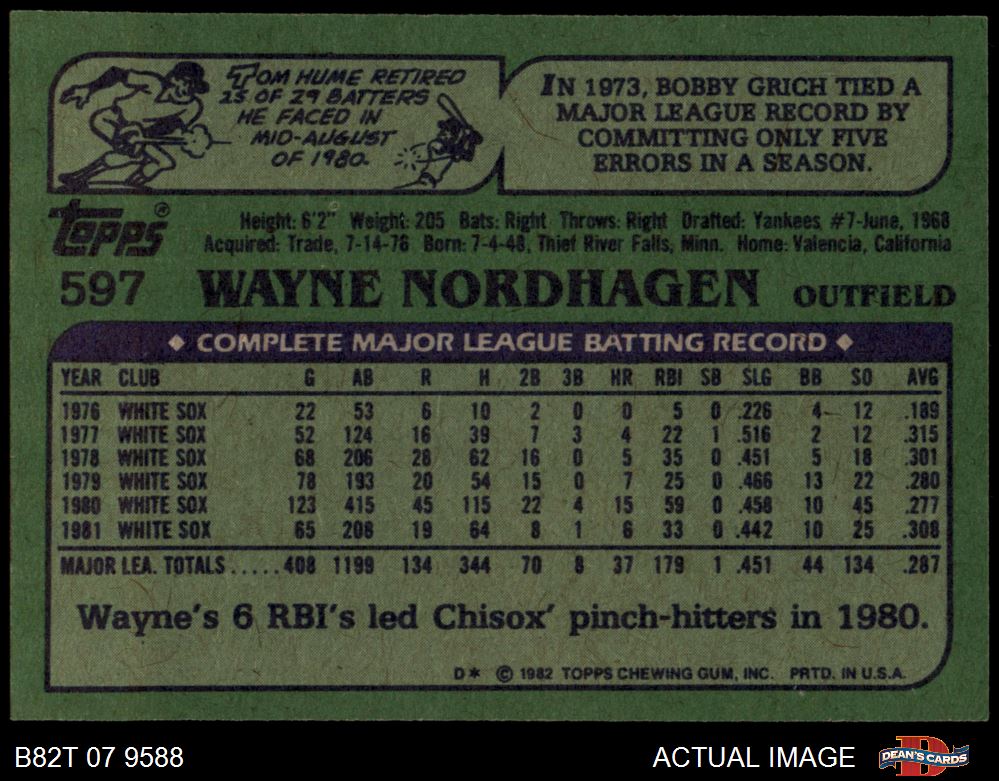 TOM HUME RETIRED
25 OF 29 BATTERS
HE FACED IN
MID-AUGUST
OF 1980.
IN 1973, BOBBY GRICH TIED A
MAJOR LEAGUE RECORD BY
COMMITTING ONLY FIVE
ERRORS IN A SEASON.
TOPPS®
Height: 6'2" Weight: 205 Bats: Right Throws: Right Drafted: Yankees #7-June, 1968
Acquired: Trade, 7-14-76 Born: 7-4-48, Thief River Falls, Minn. Home: Valencia, California
597 WAYNE NORDHAGEN OUTFIELD
◆ COMPLETE MAJOR LEAGUE BATTING RECORD ◆
YEAR CLUB G AB R H 2B 3B HR RBI SB SLG BB SO AVG
1976 WHITE SOX 22 53 6 10 2 0 0 5 0 .226 4 12 .189
1977 WHITE SOX 52 124 16 39 7 3 4 22 1 .516 2 12 .315
1978 WHITE SOX 68 206 28 62 16 0 5 35 0 .451 5 18 .301
1979 WHITE SOX 78 193 20 54 15 0 7 25 0 .466 13 22 .280
1980 WHITE SOX 123 415 45 115 22 4 15 59 0 .458 10 45 .277
1981 WHITE SOX 65 208 19 64 8 1 6 33 0 .442 10 25 .308
MAJOR LEA. TOTALS.....408 1199 134 344 70 8 37 179 1 .451 44 134 .287
Wayne's 6 RBI's led Chisox' pinch-hitters in 1980.
D* © 1982 TOPPS CHEWING GUM, INC. PRTD. IN U.S.A.
B82T 07 9588 ACTUAL IMAGE DEAN'S CARDS